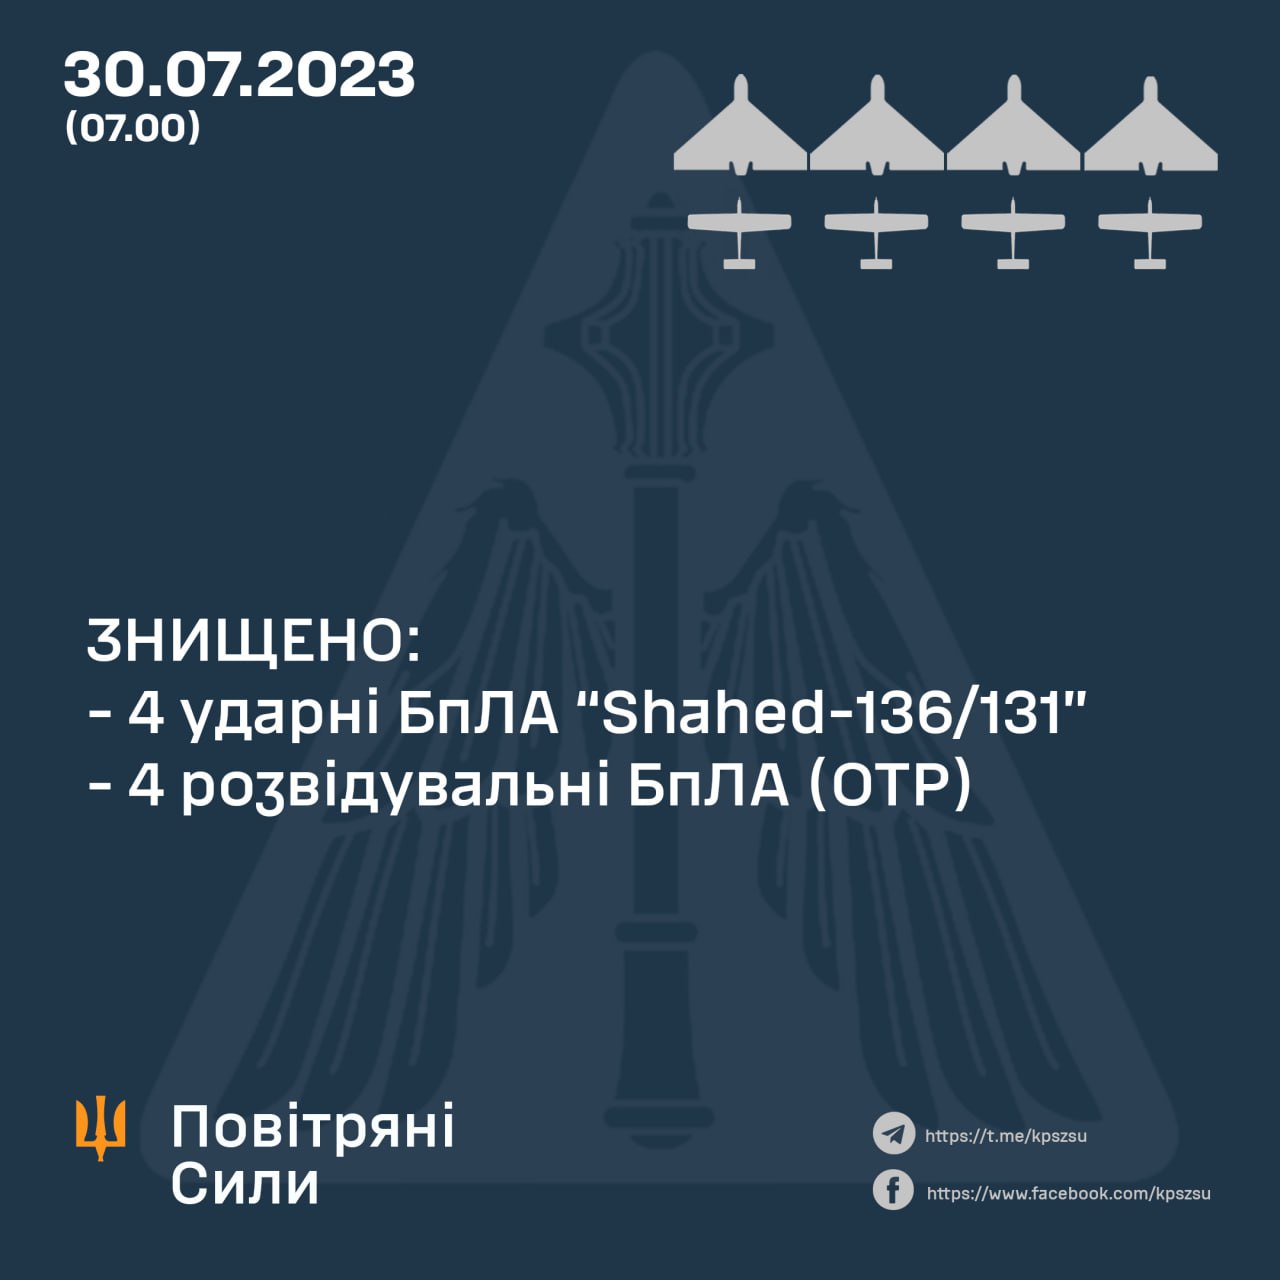 30.07.2023
(07.00)
ЗНИЩЕНО:
- 4 ударні БпЛА “Shahed-136/131”
- 4 розвідувальні БпЛА (ОТР)
Повітряні
Сили
https://t.me/kpszsu
https://www.facebook.com/kpszsu